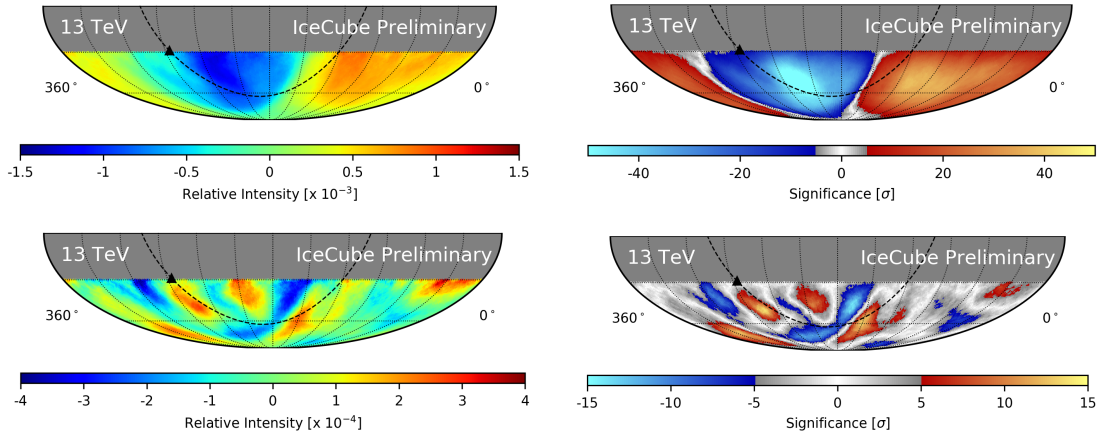 13 TeV IceCube Preliminary
360° 0°
-1.5 -1 -0.5 0 0.5 1 1.5
Relative Intensity [x 10⁻³]
13 TeV IceCube Preliminary
360° 0°
-40 -20 0 20 40
Significance [σ]
13 TeV IceCube Preliminary
360° 0°
-4 -3 -2 -1 0 1 2 3 4
Relative Intensity [x 10⁻⁴]
13 TeV IceCube Preliminary
360° 0°
-15 -10 -5 0 5 10 15
Significance [σ]